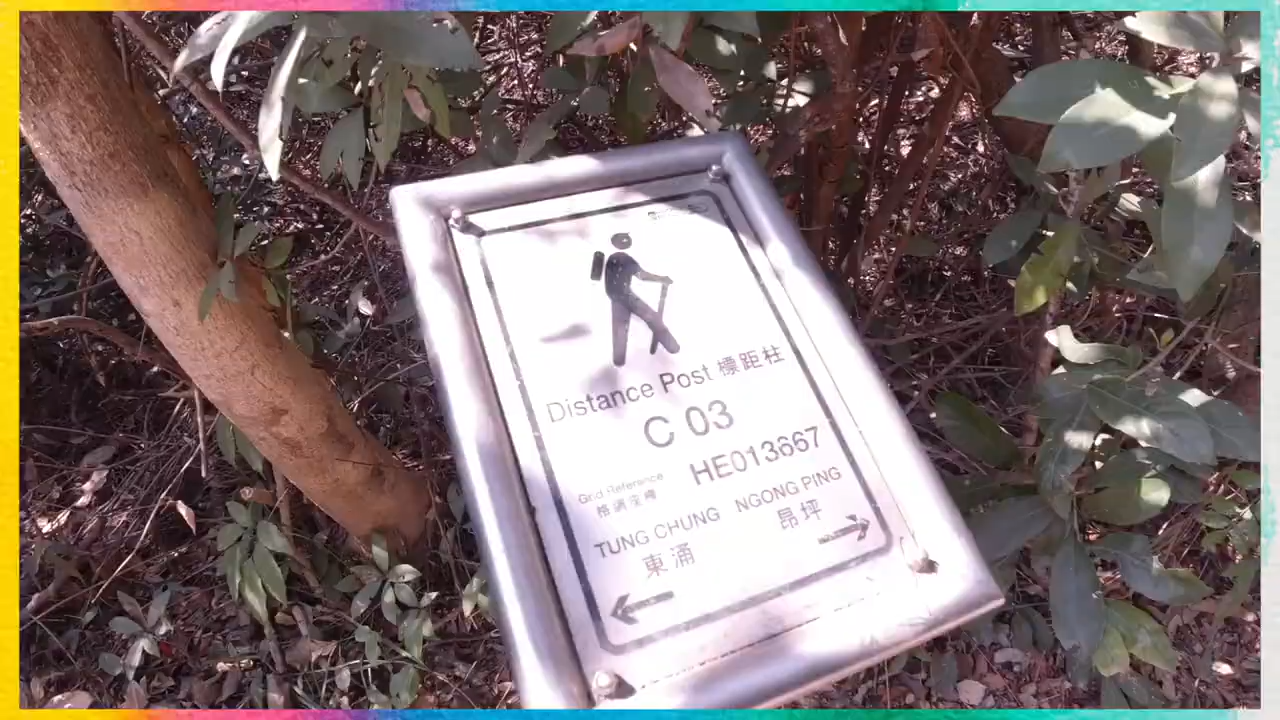 Distance Post 標距柱
C 03
Grid Reference HE013667
格網座標
TUNG CHUNG NGONG PING
東涌 昂坪